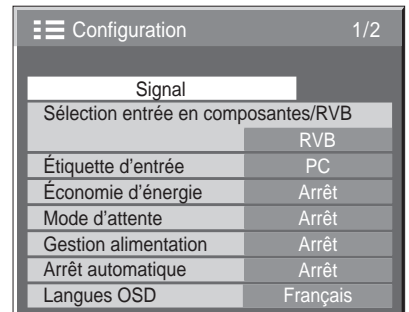 Configuration 1/2
Signal
Sélection entrée en composantes/RVB
RVB
Étiquette d'entrée PC
Économie d'énergie Arrêt
Mode d'attente Arrêt
Gestion alimentation Arrêt
Arrêt automatique Arrêt
Langues OSD Français